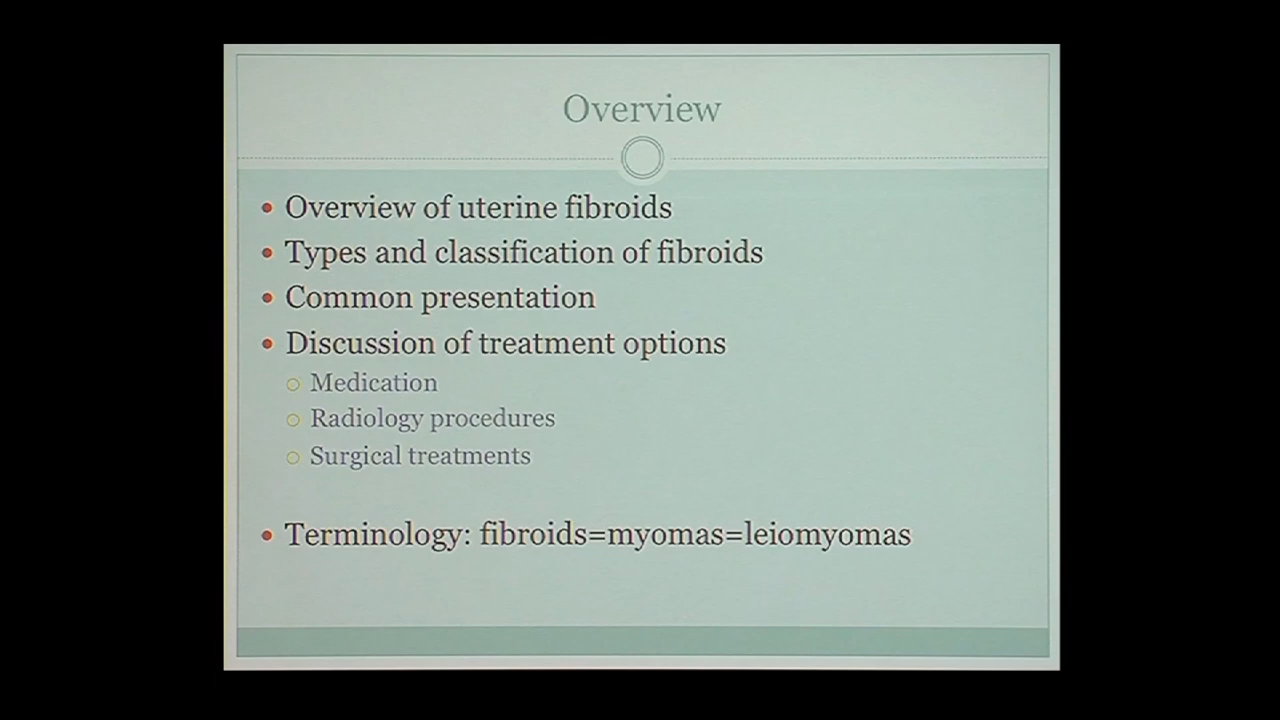 Overview
Overview of uterine fibroids
Types and classification of fibroids
Common presentation
Discussion of treatment options
Medication
Radiology procedures
Surgical treatments
Terminology: fibroids=myomas=leiomyomas